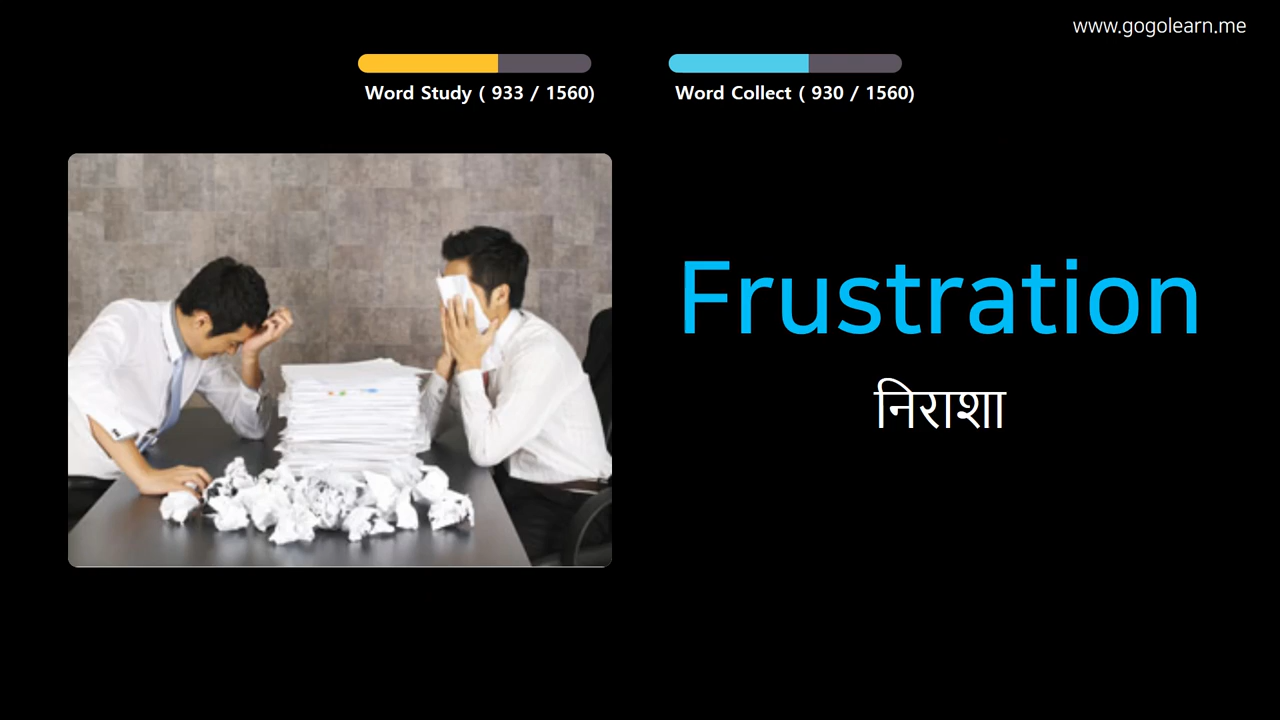 www.gogolearn.me
Word Study ( 933 / 1560)
Word Collect ( 930 / 1560)
Frustration
निराशा